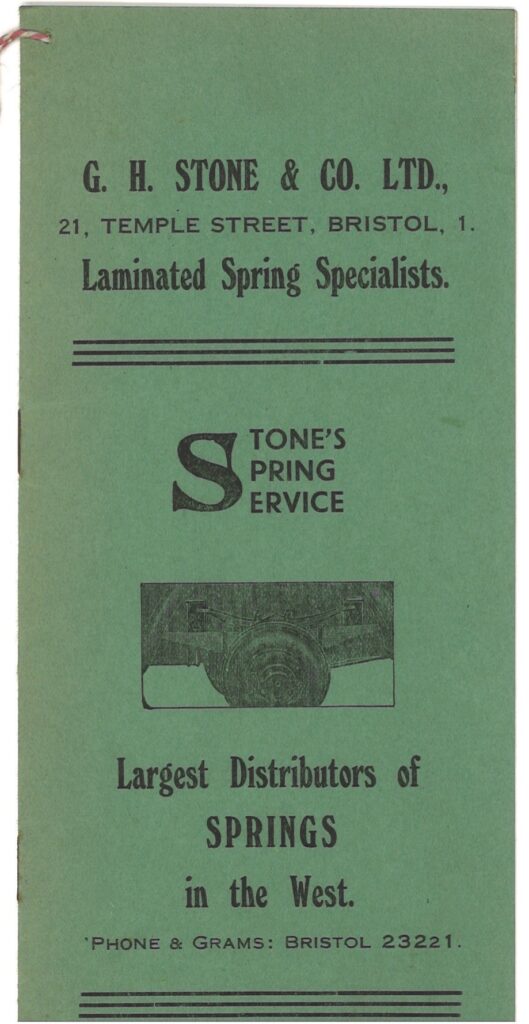 G. H. STONE & CO. LTD.,
21, TEMPLE STREET, BRISTOL, 1.
Laminated Spring Specialists.
STONE'S
SPRING
SERVICE
Largest Distributors of
SPRINGS
in the West.
'PHONE & GRAMS: BRISTOL 23221.